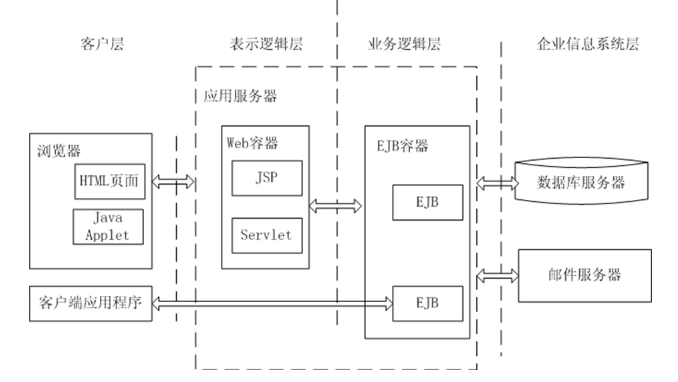 客户层
表示逻辑层
业务逻辑层
企业信息系统层
应用服务器
浏览器
HTML页面
Java
Applet
客户端应用程序
Web容器
JSP
Servlet
EJB容器
EJB
EJB
数据库服务器
邮件服务器